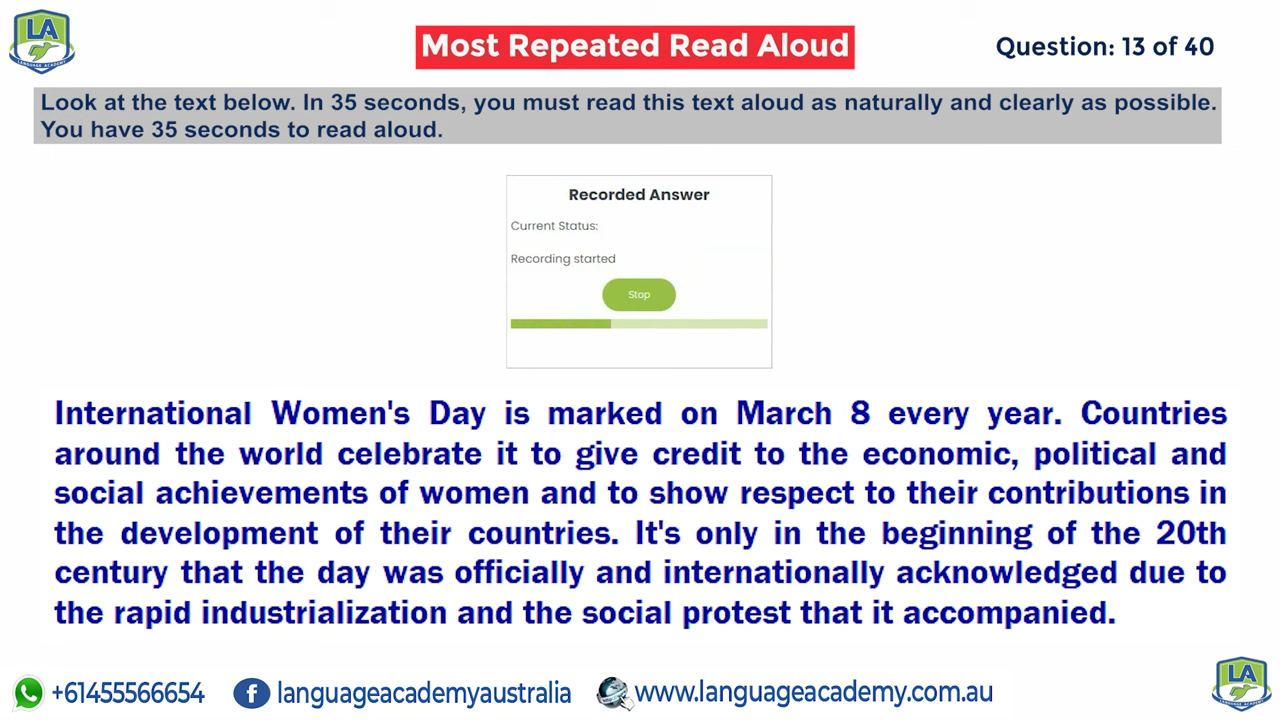 LA
LANGUAGE ACADEMY
Most Repeated Read Aloud
Question: 13 of 40
Look at the text below. In 35 seconds, you must read this text aloud as naturally and clearly as possible.
You have 35 seconds to read aloud.
Recorded Answer
Current Status:
Recording started
Stop
International Women's Day is marked on March 8 every year. Countries
around the world celebrate it to give credit to the economic, political and
social achievements of women and to show respect to their contributions in
the development of their countries. It's only in the beginning of the 20th
century that the day was officially and internationally acknowledged due to
the rapid industrialization and the social protest that it accompanied.
+61455566654
languageacademyaustralia
www.languageacademy.com.au
LA
LANGUAGE ACADEMY